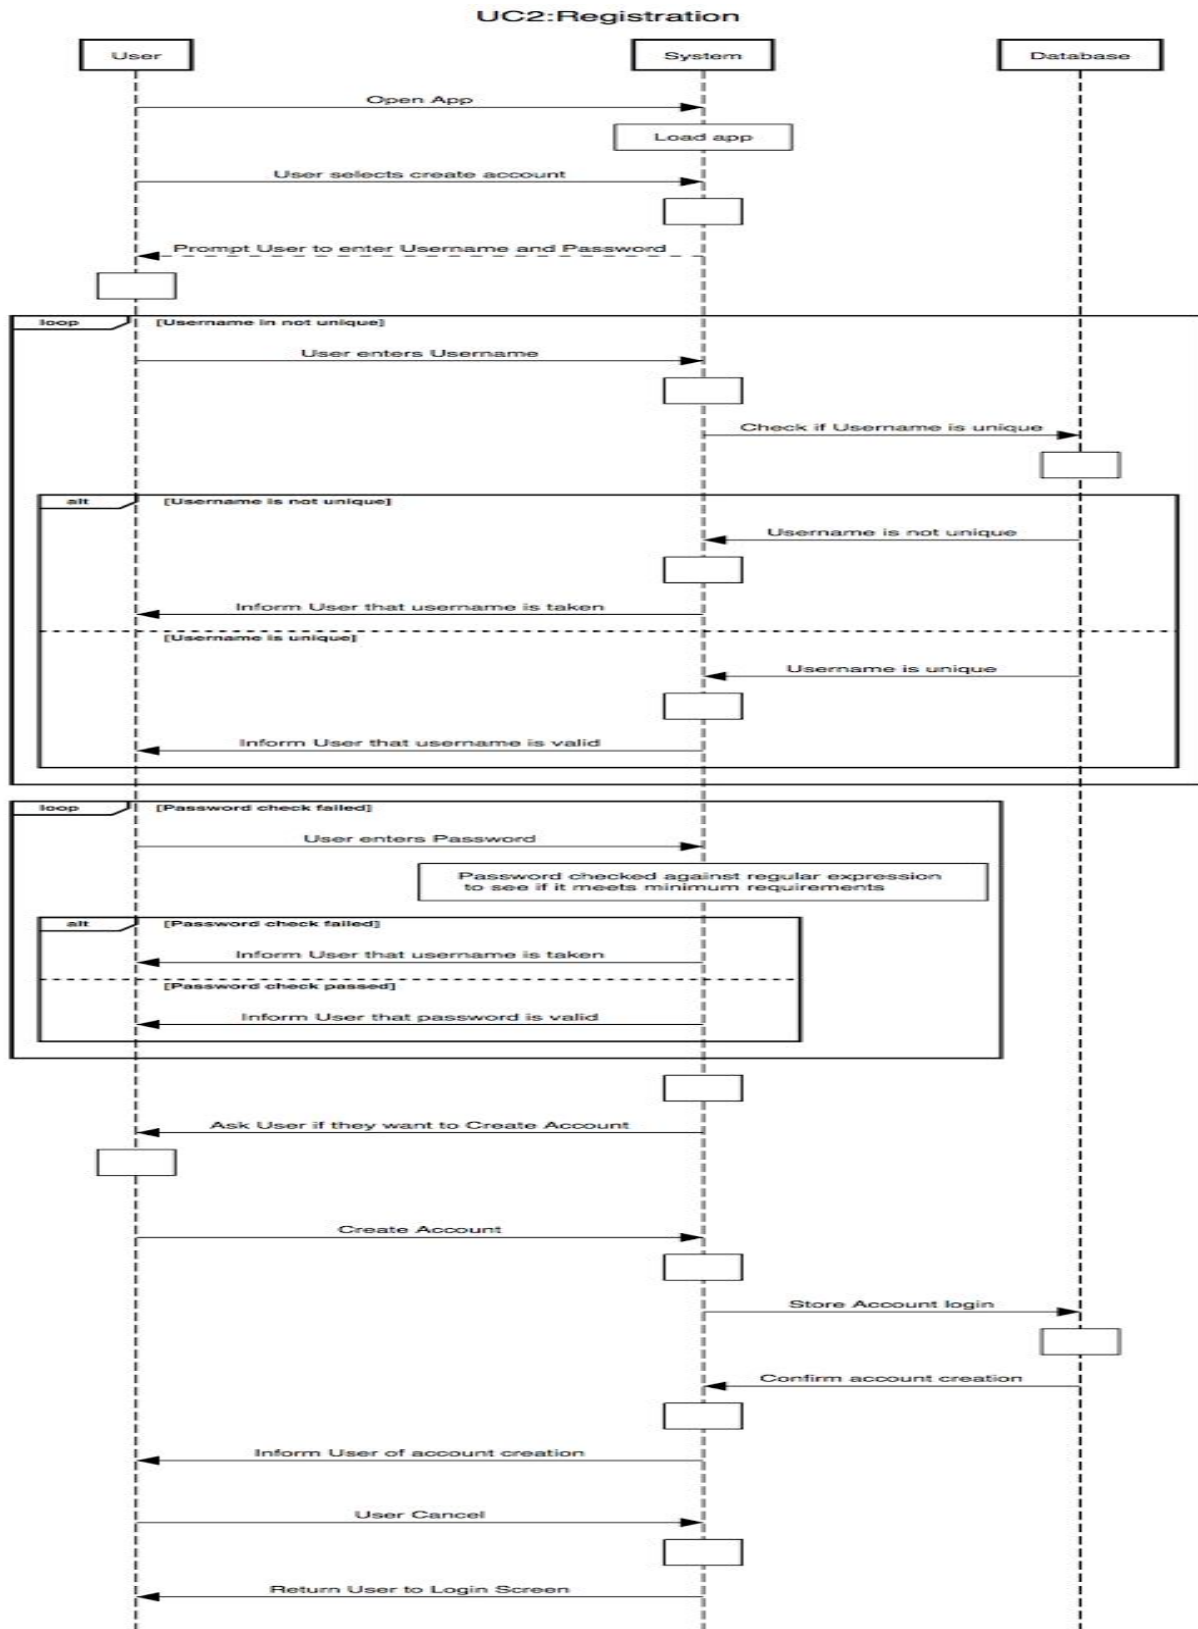 UC2:Registration
User
System
Database
Open App
Load app
User selects create account
Prompt User to enter Username and Password
loop
[Username in not unique]
User enters Username
Check if Username is unique
alt
[Username is not unique]
Username is not unique
Inform User that username is taken
[Username is unique]
Username is unique
Inform User that username is valid
loop
[Password check failed]
User enters Password
Password checked against regular expression
to see if it meets minimum requirements
alt
[Password check failed]
Inform User that username is taken
[Password check passed]
Inform User that password is valid
Ask User if they want to Create Account
Create Account
Store Account login
Confirm account creation
Inform User of account creation
User Cancel
Return User to Login Screen